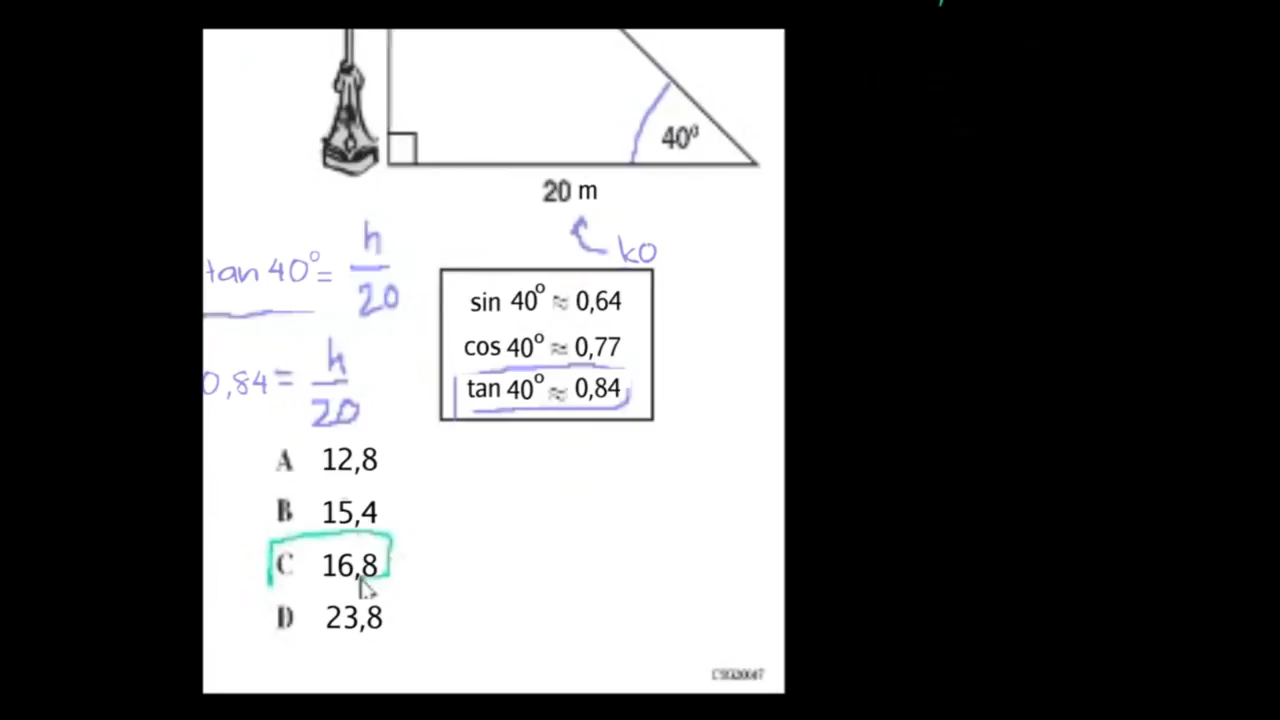 40⁰
20 m
ko
tan 40° = h/20
sin 40° ≈ 0,64
cos 40° ≈ 0,77
tan 40° ≈ 0,84
0,84 = h/20
A 12,8
B 15,4
C 16,8
D 23,8